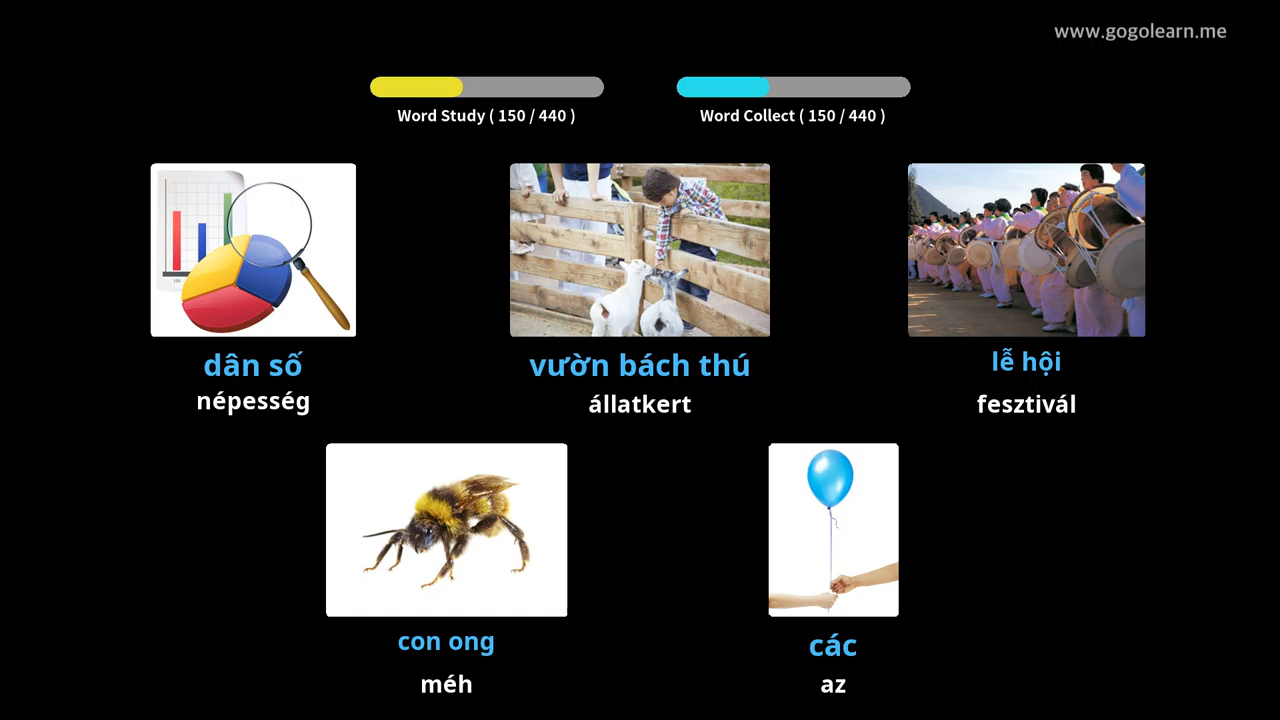 www.gogolearn.me
Word Study ( 150 / 440 )
Word Collect ( 150 / 440 )
dân số
népesség
vườn bách thú
állatkert
lễ hội
fesztivál
con ong
méh
các
az